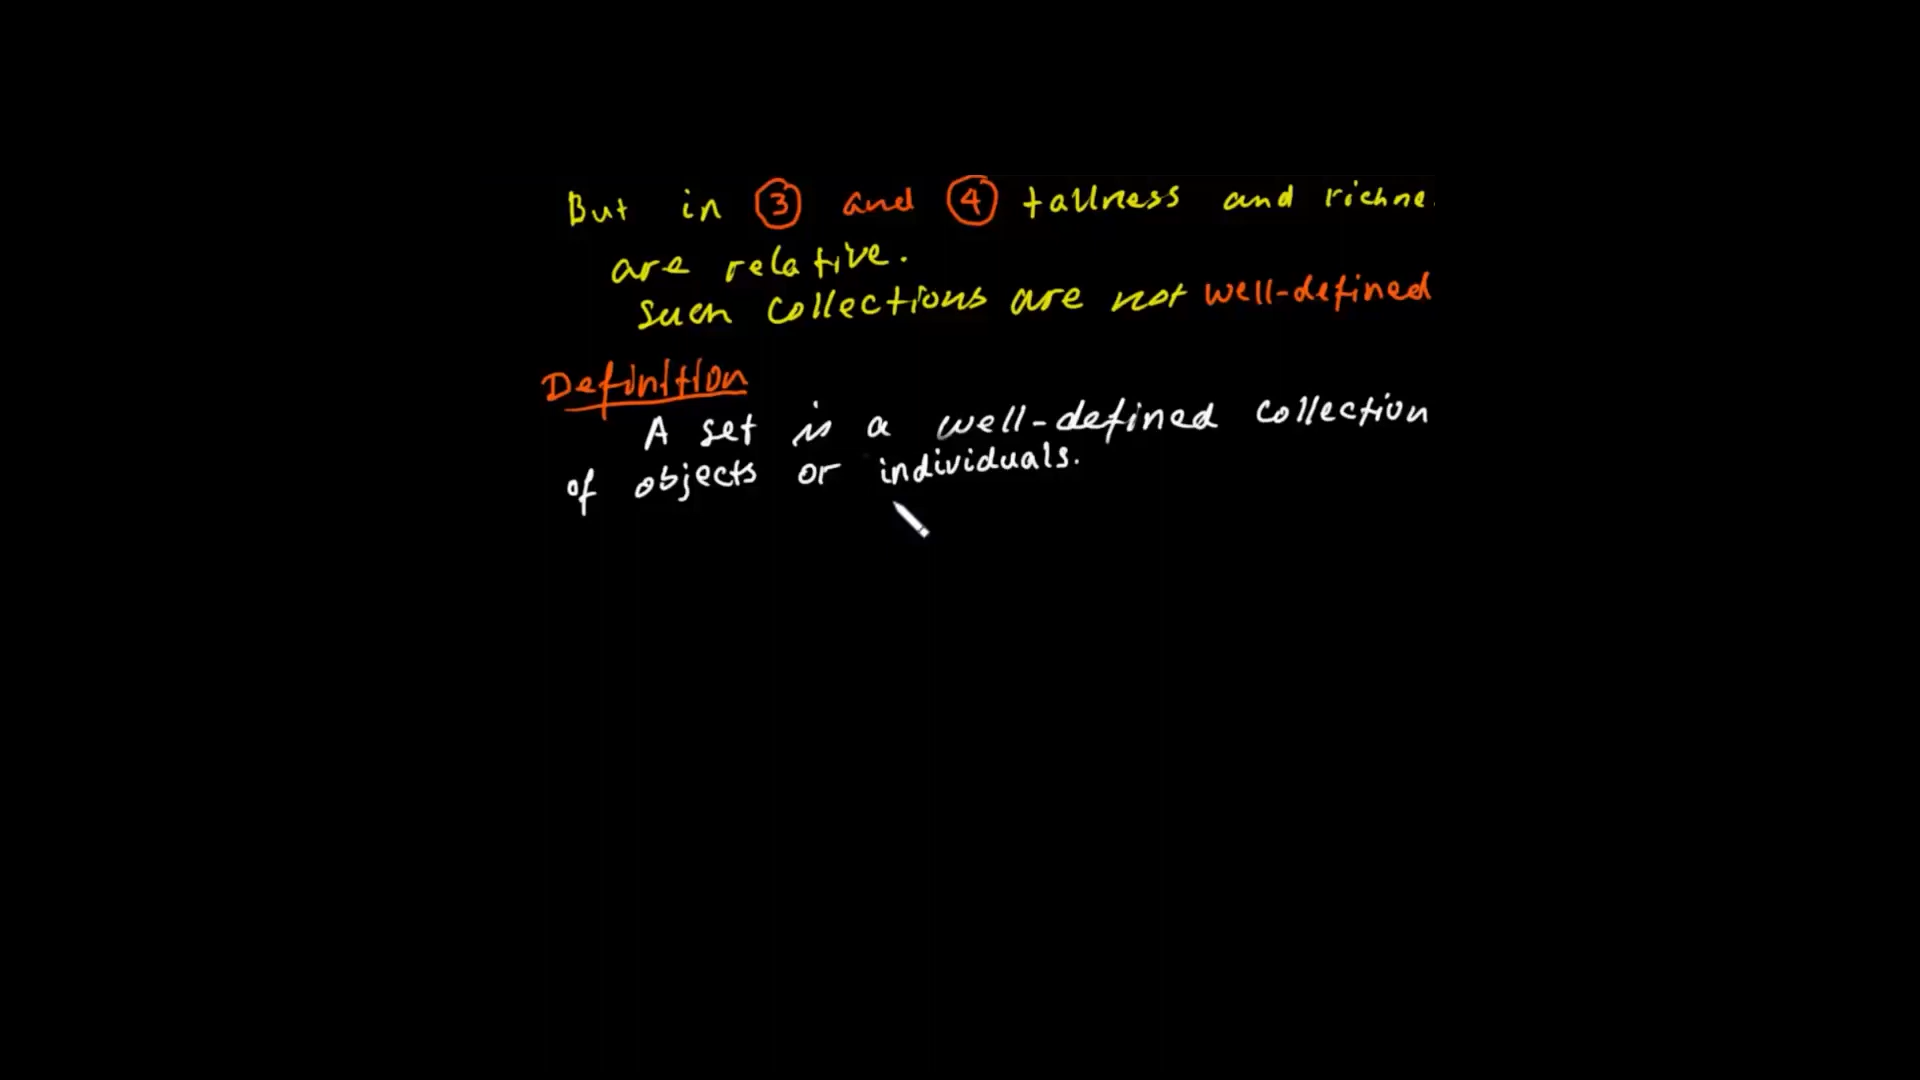 But in ③ and ④ tallness and richne
are relative.
Such collections are not well-defined
Definition
A set is a well-defined collection
of objects or individuals.